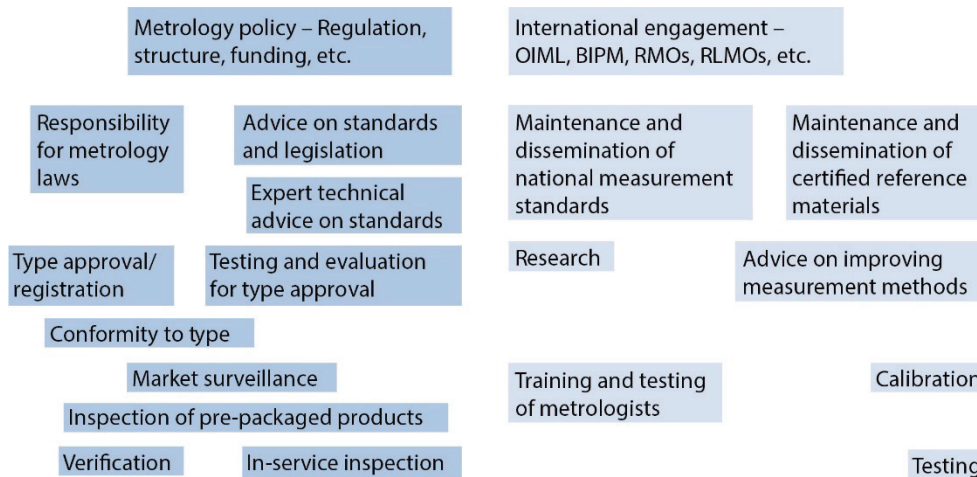 Metrology policy – Regulation,
structure, funding, etc.
International engagement –
OIML, BIPM, RMOs, RLMOs, etc.
Responsibility
for metrology
laws
Advice on standards
and legislation
Expert technical
advice on standards
Maintenance and
dissemination of
national measurement
standards
Maintenance and
dissemination of
certified reference
materials
Type approval/
registration
Testing and evaluation
for type approval
Research
Advice on improving
measurement methods
Conformity to type
Market surveillance
Inspection of pre-packaged products
Training and testing
of metrologists
Calibration
Verification
In-service inspection
Testing